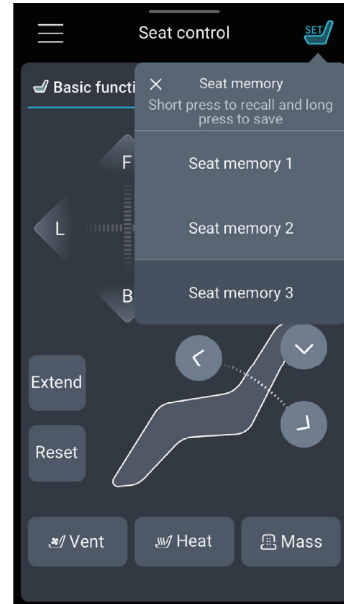 Seat control
SET
Basic functi
Seat memory
Short press to recall and long
press to save
Seat memory 1
F
L
Seat memory 2
B
Seat memory 3
Extend
Reset
Vent
Heat
Mass